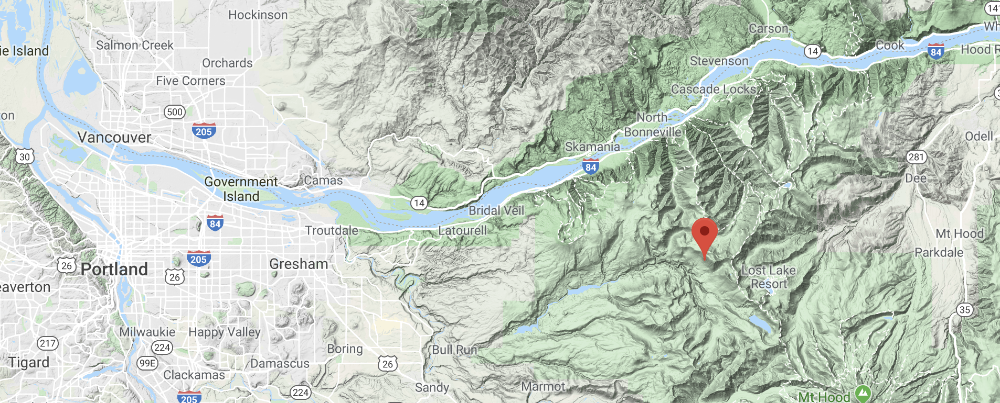 Hockinson
141
Wh
Carson
Salmon Creek
ie Island
Cook
14
84
Hood R
Orchards
Stevenson
Five Corners
Cascade Locks
500
ton
North
Bonneville
205
Vancouver
Odell
Skamania
30
281
84
Government
Island
Camas
Dee
14
Bridal Veil
84
Troutdale
Latourell
Mt Hood
Parkdale
205
26
Portland
26
Gresham
Lost Lake
Resort
eaverton
35
Milwaukie
Happy Valley
217
224
Boring
Bull Run
Tigard
99E
Damascus
26
Clackamas
Sandy
Marmot
224
205
Mt Hood